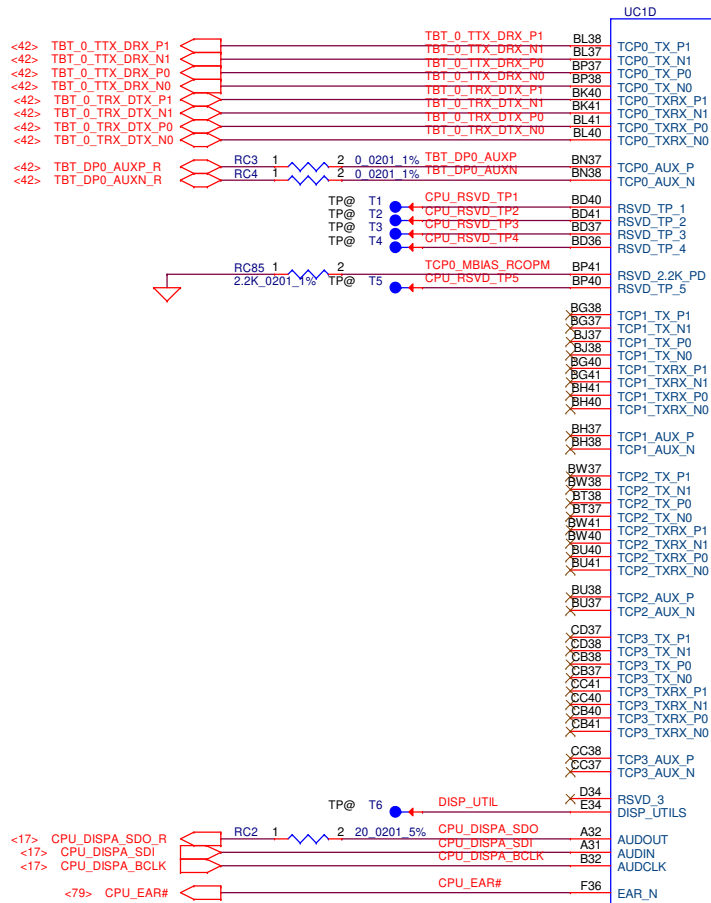 UC1D
<42> TBT_0_TTX_DRX_P1 TBT_0_TTX_DRX_P1 BL38 TCP0_TX_P1
<42> TBT_0_TTX_DRX_N1 TBT_0_TTX_DRX_N1 BL37 TCP0_TX_N1
<42> TBT_0_TTX_DRX_P0 TBT_0_TTX_DRX_P0 BP37 TCP0_TX_P0
<42> TBT_0_TTX_DRX_N0 TBT_0_TTX_DRX_N0 BP38 TCP0_TX_N0
<42> TBT_0_TRX_DTX_P1 TBT_0_TRX_DTX_P1 BK40 TCP0_TXRX_P1
<42> TBT_0_TRX_DTX_N1 TBT_0_TRX_DTX_N1 BK41 TCP0_TXRX_N1
<42> TBT_0_TRX_DTX_P0 TBT_0_TRX_DTX_P0 BL41 TCP0_TXRX_P0
<42> TBT_0_TRX_DTX_N0 TBT_0_TRX_DTX_N0 BL40 TCP0_TXRX_N0
<42> TBT_DP0_AUXP_R RC3 1 2 0_0201_1% TBT_DP0_AUXP BN37 TCP0_AUX_P
<42> TBT_DP0_AUXN_R RC4 1 2 0_0201_1% TBT_DP0_AUXN BN38 TCP0_AUX_N
TP@ T1 CPU_RSVD_TP1 BD40 RSVD_TP_1
TP@ T2 CPU_RSVD_TP2 BD41 RSVD_TP_2
TP@ T3 CPU_RSVD_TP3 BD37 RSVD_TP_3
TP@ T4 CPU_RSVD_TP4 BD36 RSVD_TP_4
RC85 1 2 TCP0_MBIAS_RCOPM BP41 RSVD_2.2K_PD
2.2K_0201_1% TP@ T5 CPU_RSVD_TP5 BP40 RSVD_TP_5
BG38 TCP1_TX_P1
BG37 TCP1_TX_N1
BJ37 TCP1_TX_P0
BJ38 TCP1_TX_N0
BG40 TCP1_TXRX_P1
BG41 TCP1_TXRX_N1
BH41 TCP1_TXRX_P0
BH40 TCP1_TXRX_N0
BH37 TCP1_AUX_P
BH38 TCP1_AUX_N
BW37 TCP2_TX_P1
BW38 TCP2_TX_N1
BT38 TCP2_TX_P0
BT37 TCP2_TX_N0
BW41 TCP2_TXRX_P1
BW40 TCP2_TXRX_N1
BU40 TCP2_TXRX_P0
BU41 TCP2_TXRX_N0
BU38 TCP2_AUX_P
BU37 TCP2_AUX_N
CD37 TCP3_TX_P1
CD38 TCP3_TX_N1
CB38 TCP3_TX_P0
CB37 TCP3_TX_N0
CC41 TCP3_TXRX_P1
CC40 TCP3_TXRX_N1
CB40 TCP3_TXRX_P0
CB41 TCP3_TXRX_N0
CC38 TCP3_AUX_P
CC37 TCP3_AUX_N
D34 RSVD_3
TP@ T6 DISP_UTIL E34 DISP_UTILS
<17> CPU_DISPA_SDO_R RC2 1 2 20_0201_5% CPU_DISPA_SDO A32 AUDOUT
<17> CPU_DISPA_SDI CPU_DISPA_SDI A31 AUDIN
<17> CPU_DISPA_BCLK CPU_DISPA_BCLK B32 AUDCLK
<79> CPU_EAR# CPU_EAR# F36 EAR_N